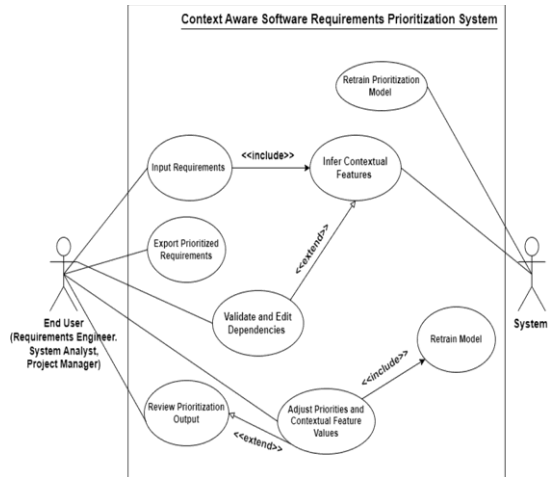 Context Aware Software Requirements Prioritization System
Retrain Prioritization
Model
Input Requirements
<<include>>
Infer Contextual
Features
Export Prioritized
Requirements
<<extend>>
Validate and Edit
Dependencies
End User
(Requirements Engineer.
System Analyst,
Project Manager)
System
Retrain Model
<<include>>
Review Prioritization
Output
<<extend>>
Adjust Priorities and
Contextual Feature
Values